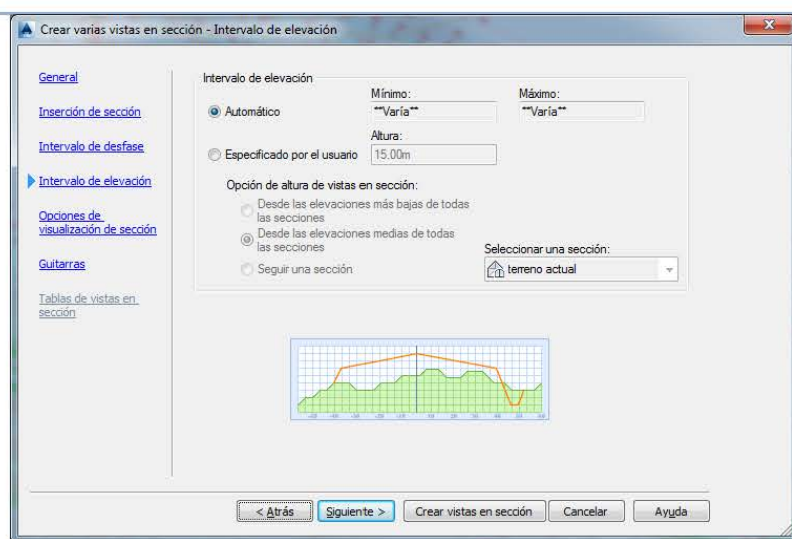 Crear varias vistas en sección - Intervalo de elevación
General
Inserción de sección
Intervalo de desfase
Intervalo de elevación
Opciones de
visualización de sección
Guitarras
Tablas de vistas en
sección
Intervalo de elevación
Mínimo:
Máximo:
Automático
**Varía**
**Varía**
Altura:
Especificado por el usuario
15.00m
Opción de altura de vistas en sección:
Desde las elevaciones más bajas de todas
las secciones
Desde las elevaciones medias de todas
las secciones
Seguir una sección
Seleccionar una sección:
terreno actual
< Atrás
Siguiente >
Crear vistas en sección
Cancelar
Ayuda